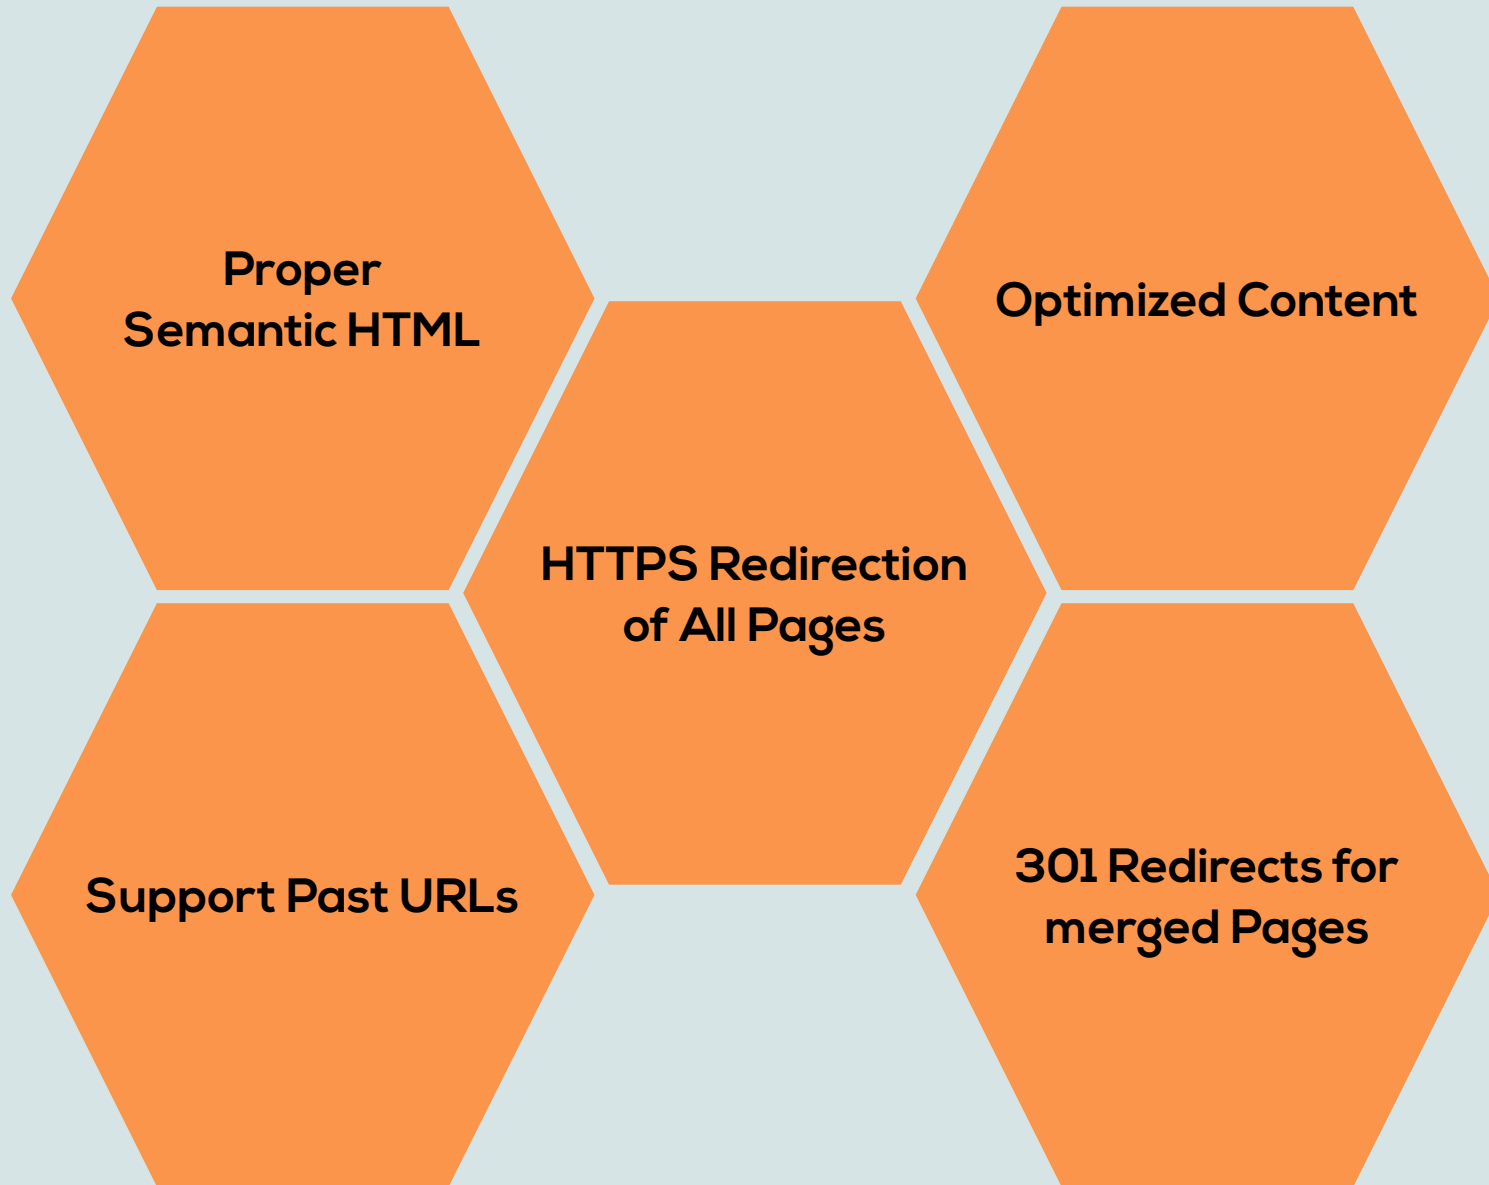 Proper
Semantic HTML
Optimized Content
HTTPS Redirection
of All Pages
Support Past URLs
301 Redirects for
merged Pages